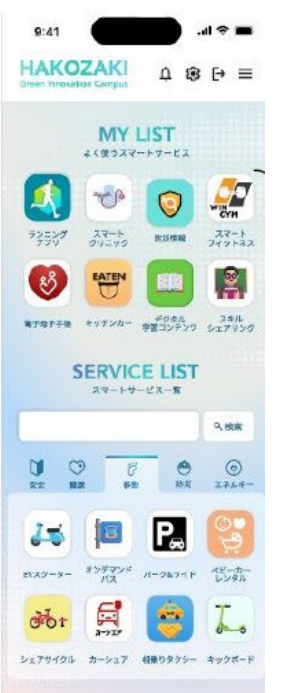 9:41
HAKOZAKI
Green Innovation Campus
MY LIST
よく使うスマートサービス
WIN
GYM
ランニング
アプリ
スマート
クリニック
防災情報
スマート
フィットネス
EATEN
電子母子手帳
キッチンカー
デジタル
学習コンテンツ
スキル
シェアリング
SERVICE LIST
スマートサービス一覧
検索
安全
健康
移動
防災
エネルギー
P
EVスクーター
オンデマンド
バス
パーク&ライド
ベビーカー
レンタル
シェアサイクル
カーシェア
相乗りタクシー
キックボード